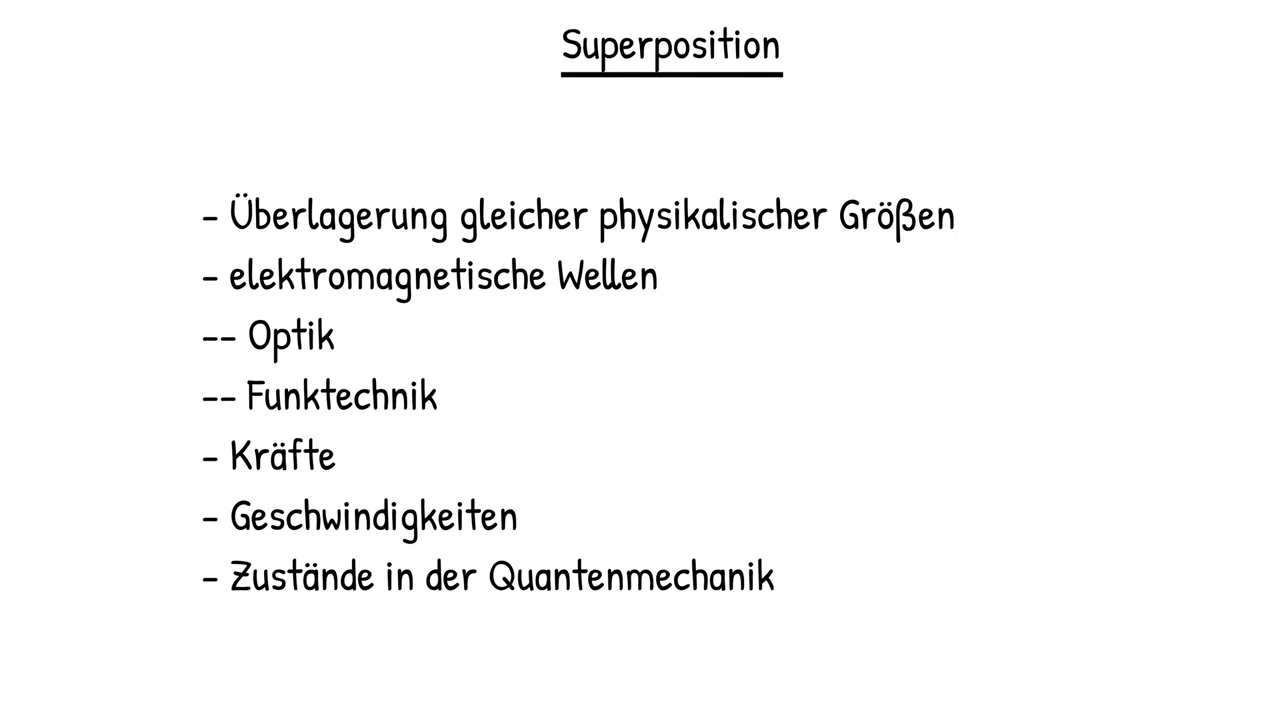 Superposition
- Überlagerung gleicher physikalischer Größen
- elektromagnetische Wellen
-- Optik
-- Funktechnik
- Kräfte
- Geschwindigkeiten
- Zustände in der Quantenmechanik